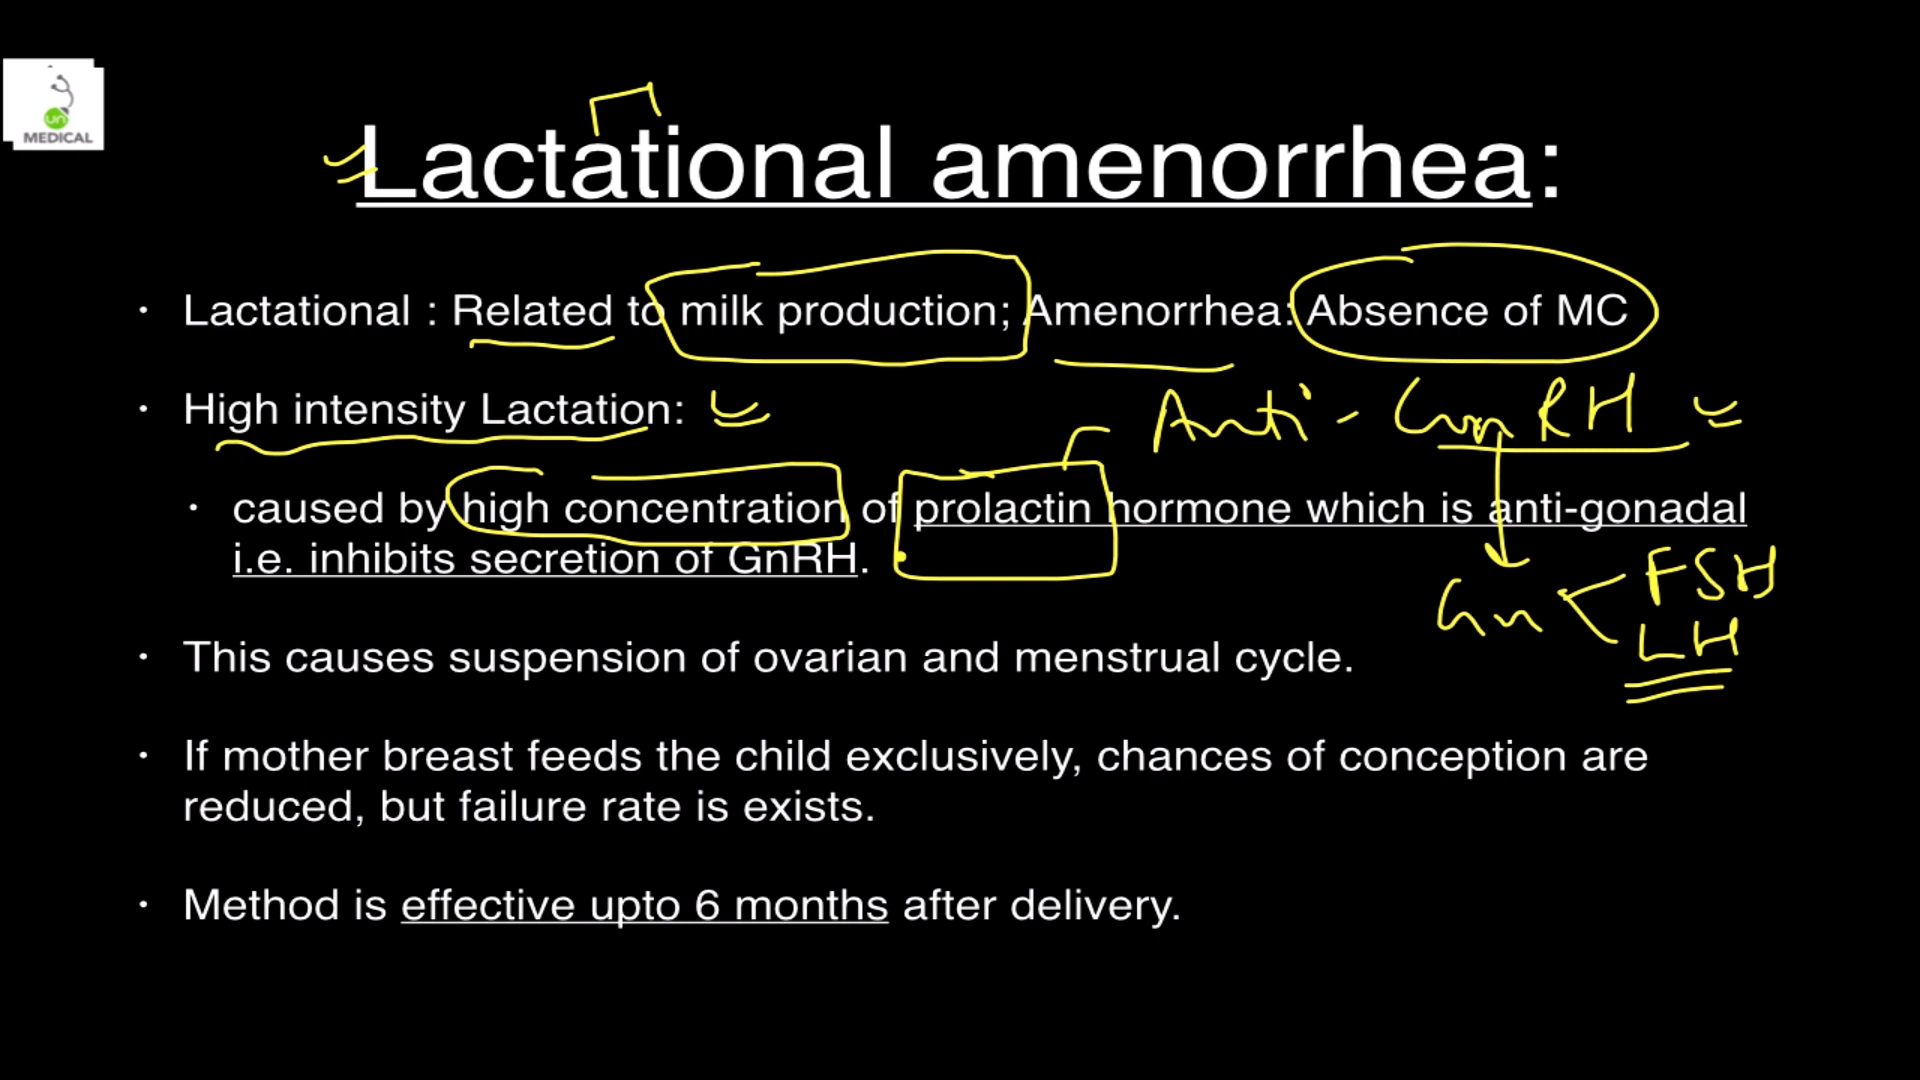 un
MEDICAL
Lactational amenorrhea:
• Lactational : Related to milk production; Amenorrhea: Absence of MC
• High intensity Lactation:
Anti - GnRH
• caused by high concentration of prolactin hormone which is anti-gonadal
i.e. inhibits secretion of GnRH.
Gn < FSH
LH
• This causes suspension of ovarian and menstrual cycle.
• If mother breast feeds the child exclusively, chances of conception are
reduced, but failure rate is exists.
• Method is effective upto 6 months after delivery.